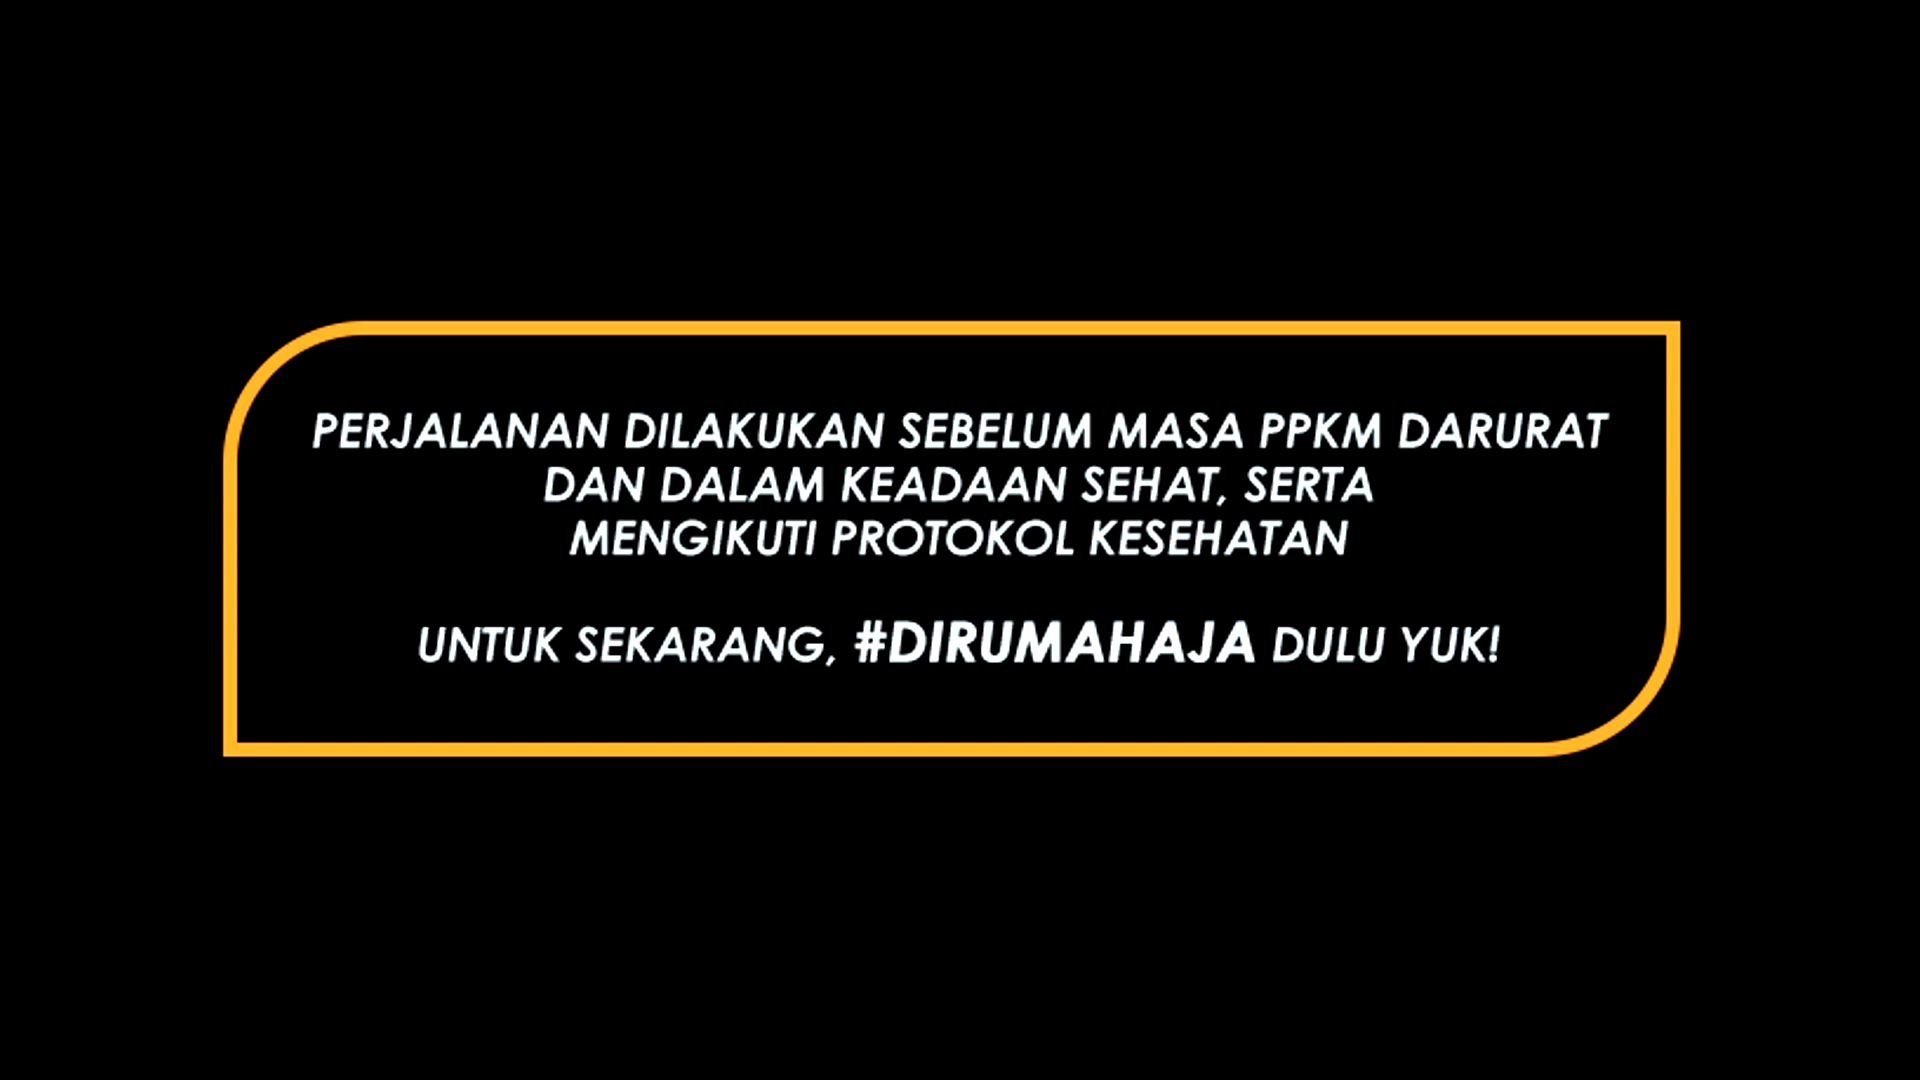 PERJALANAN DILAKUKAN SEBELUM MASA PPKM DARURAT
DAN DALAM KEADAAN SEHAT, SERTA
MENGIKUTI PROTOKOL KESEHATAN
UNTUK SEKARANG, #DIRUMAHAJA DULU YUK!